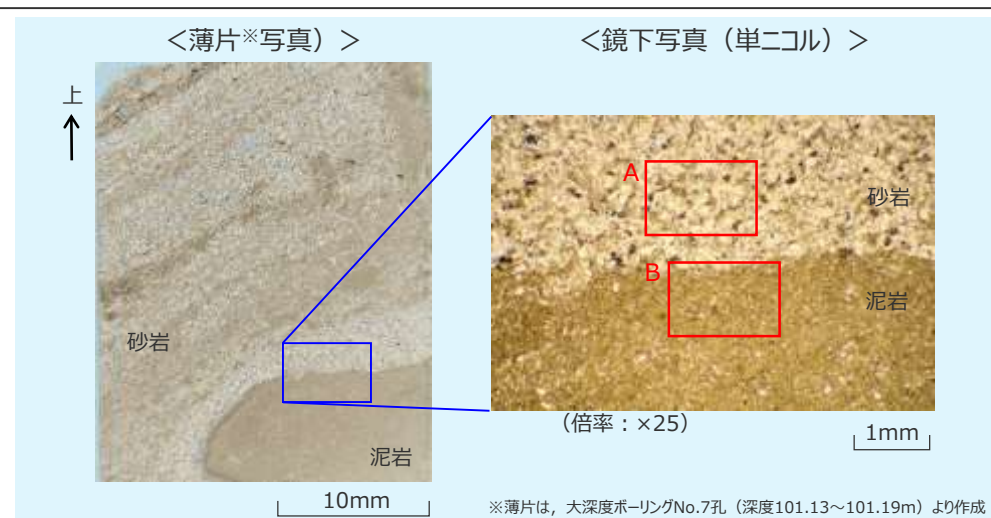 ＜薄片※写真）＞
＜鏡下写真（単ニコル）＞
上
A
砂岩
B
泥岩
砂岩
泥岩
（倍率：×25）
1mm
10mm
※薄片は，大深度ボーリングNo.7孔（深度101.13～101.19m）より作成